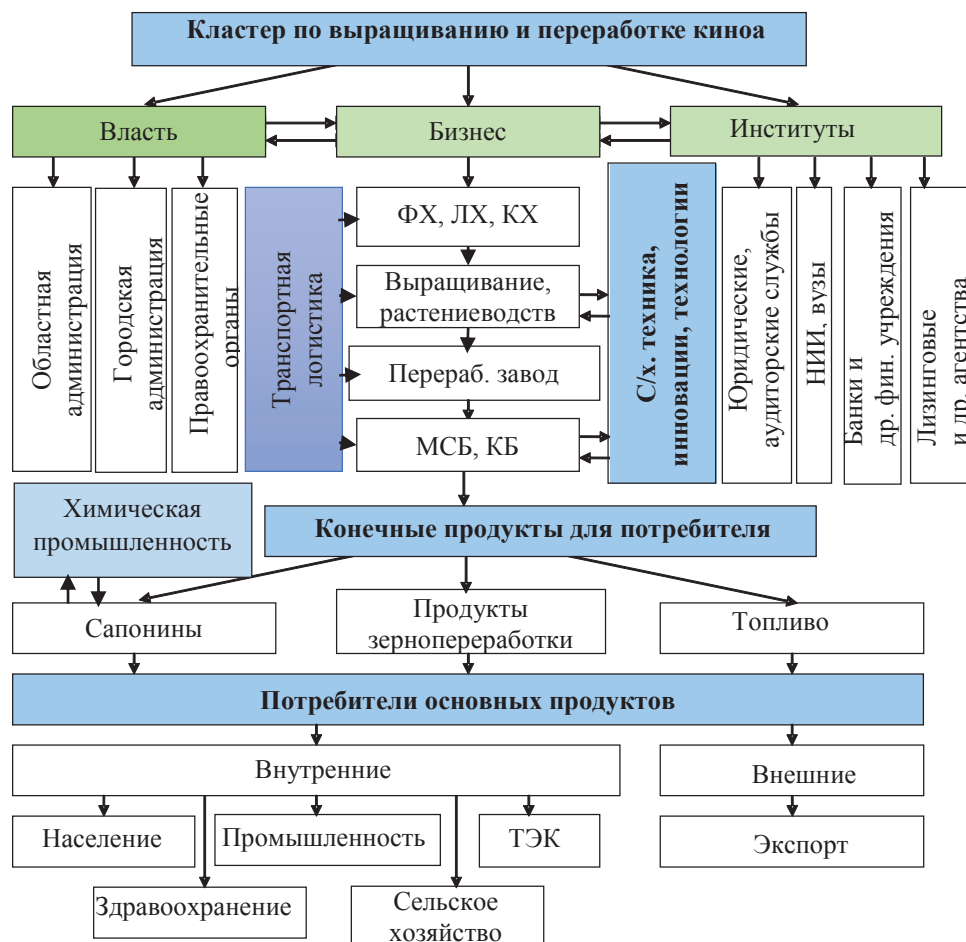 Кластер по выращиванию и переработке киноа
Власть
Бизнес
Институты
Областная
администрация
Городская
администрация
Правоохранительные
органы
Транспортная
логистика
ФХ, ЛХ, КХ
Выращивание,
растениеводств
Перераб. завод
МСБ, КБ
С/х. техника,
инновации, технологии
Юридические,
аудиторские службы
НИИ, вузы
Банки и
др. фин. учреждения
Лизинговые
и др. агентства
Химическая
промышленность
Конечные продукты для потребителя
Сапонины
Продукты
зернопереработки
Топливо
Потребители основных продуктов
Внутренние
Внешние
Население
Промышленность
ТЭК
Экспорт
Здравоохранение
Сельское
хозяйство